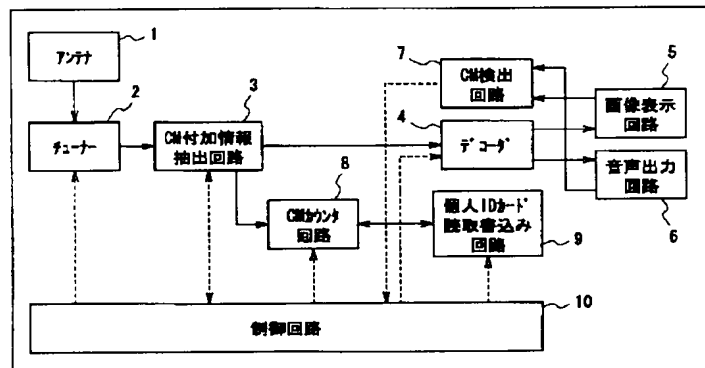 1
アンテナ
2
チューナー
3
CM付加情報
抽出回路
7
CM検出
回路
4
デコーダ
5
画像表示
回路
音声出力
回路
6
8
CMカウンタ
回路
個人IDカード
読取書込み
回路
9
10
制御回路